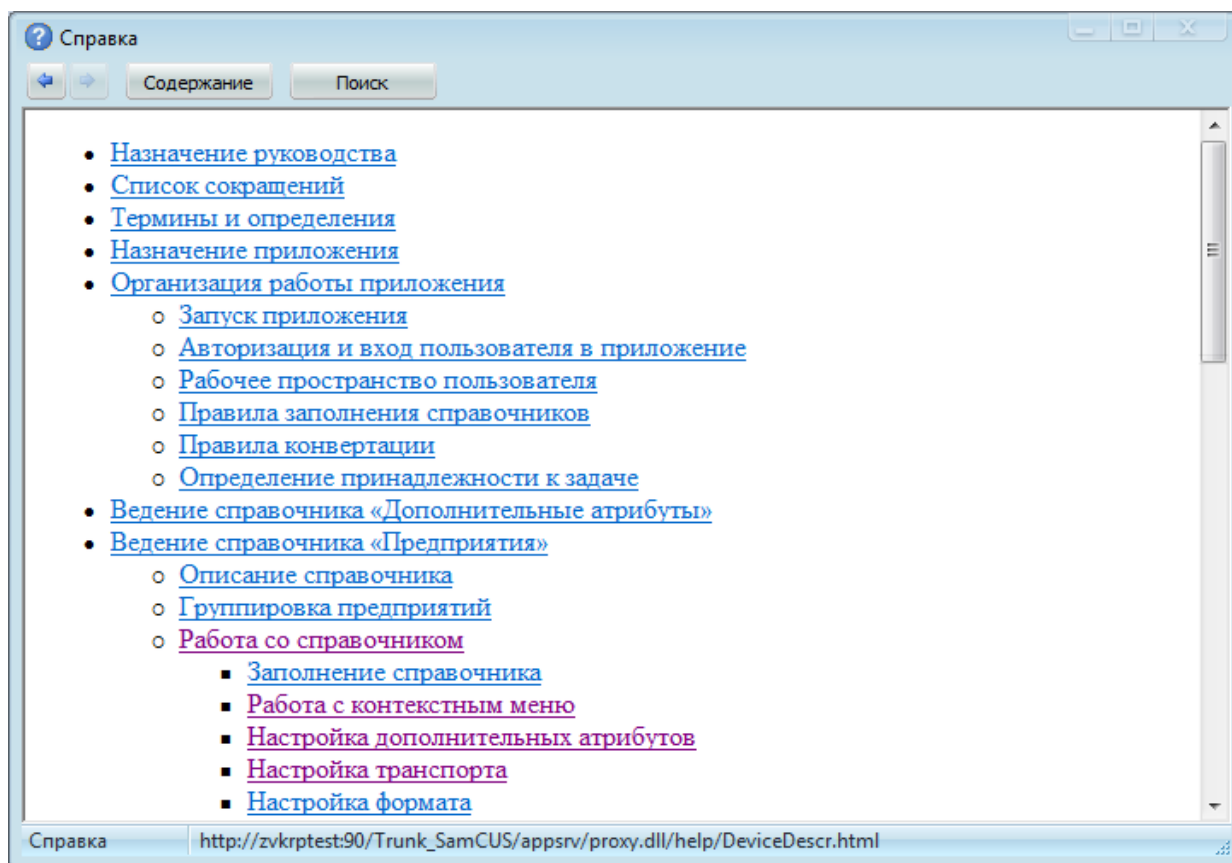 Справка
Содержание Поиск
Назначение руководства
Список сокращений
Термины и определения
Назначение приложения
Организация работы приложения
Запуск приложения
Авторизация и вход пользователя в приложение
Рабочее пространство пользователя
Правила заполнения справочников
Правила конвертации
Определение принадлежности к задаче
Ведение справочника «Дополнительные атрибуты»
Ведение справочника «Предприятия»
Описание справочника
Группировка предприятий
Работа со справочником
Заполнение справочника
Работа с контекстным меню
Настройка дополнительных атрибутов
Настройка транспорта
Настройка формата
Справка http://zvkrptest:90/Trunk_SamCUS/appsrv/proxy.dll/help/DeviceDescr.html